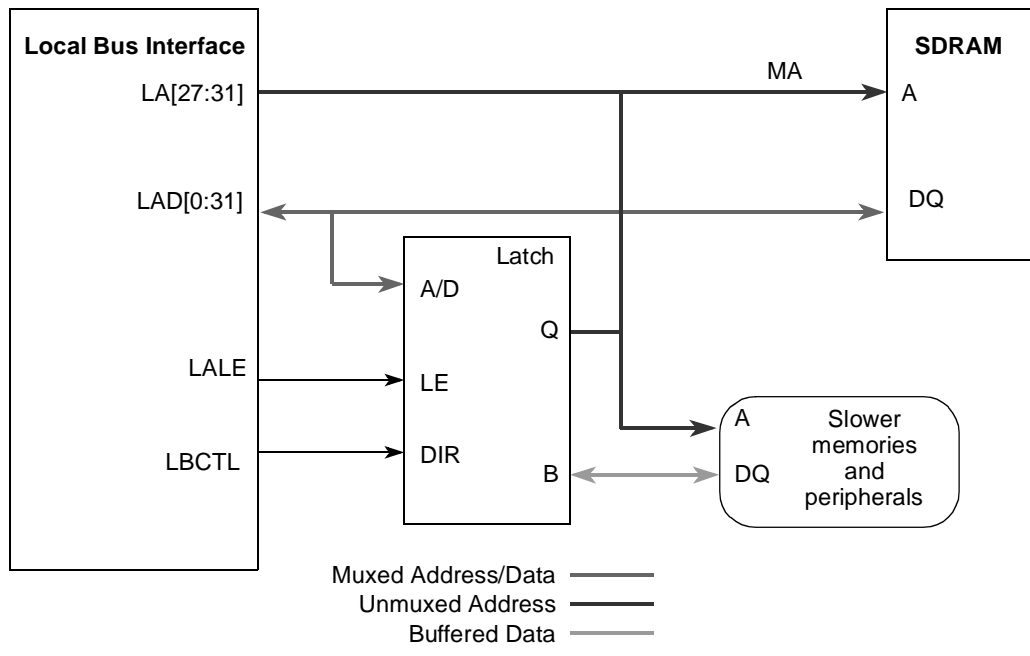 Local Bus Interface
LA[27:31]
LAD[0:31]
LALE
LBCTL
MA
SDRAM
A
DQ
Latch
A/D
Q
LE
DIR
B
A
DQ
Slower
memories
and
peripherals
Muxed Address/Data
Unmuxed Address
Buffered Data